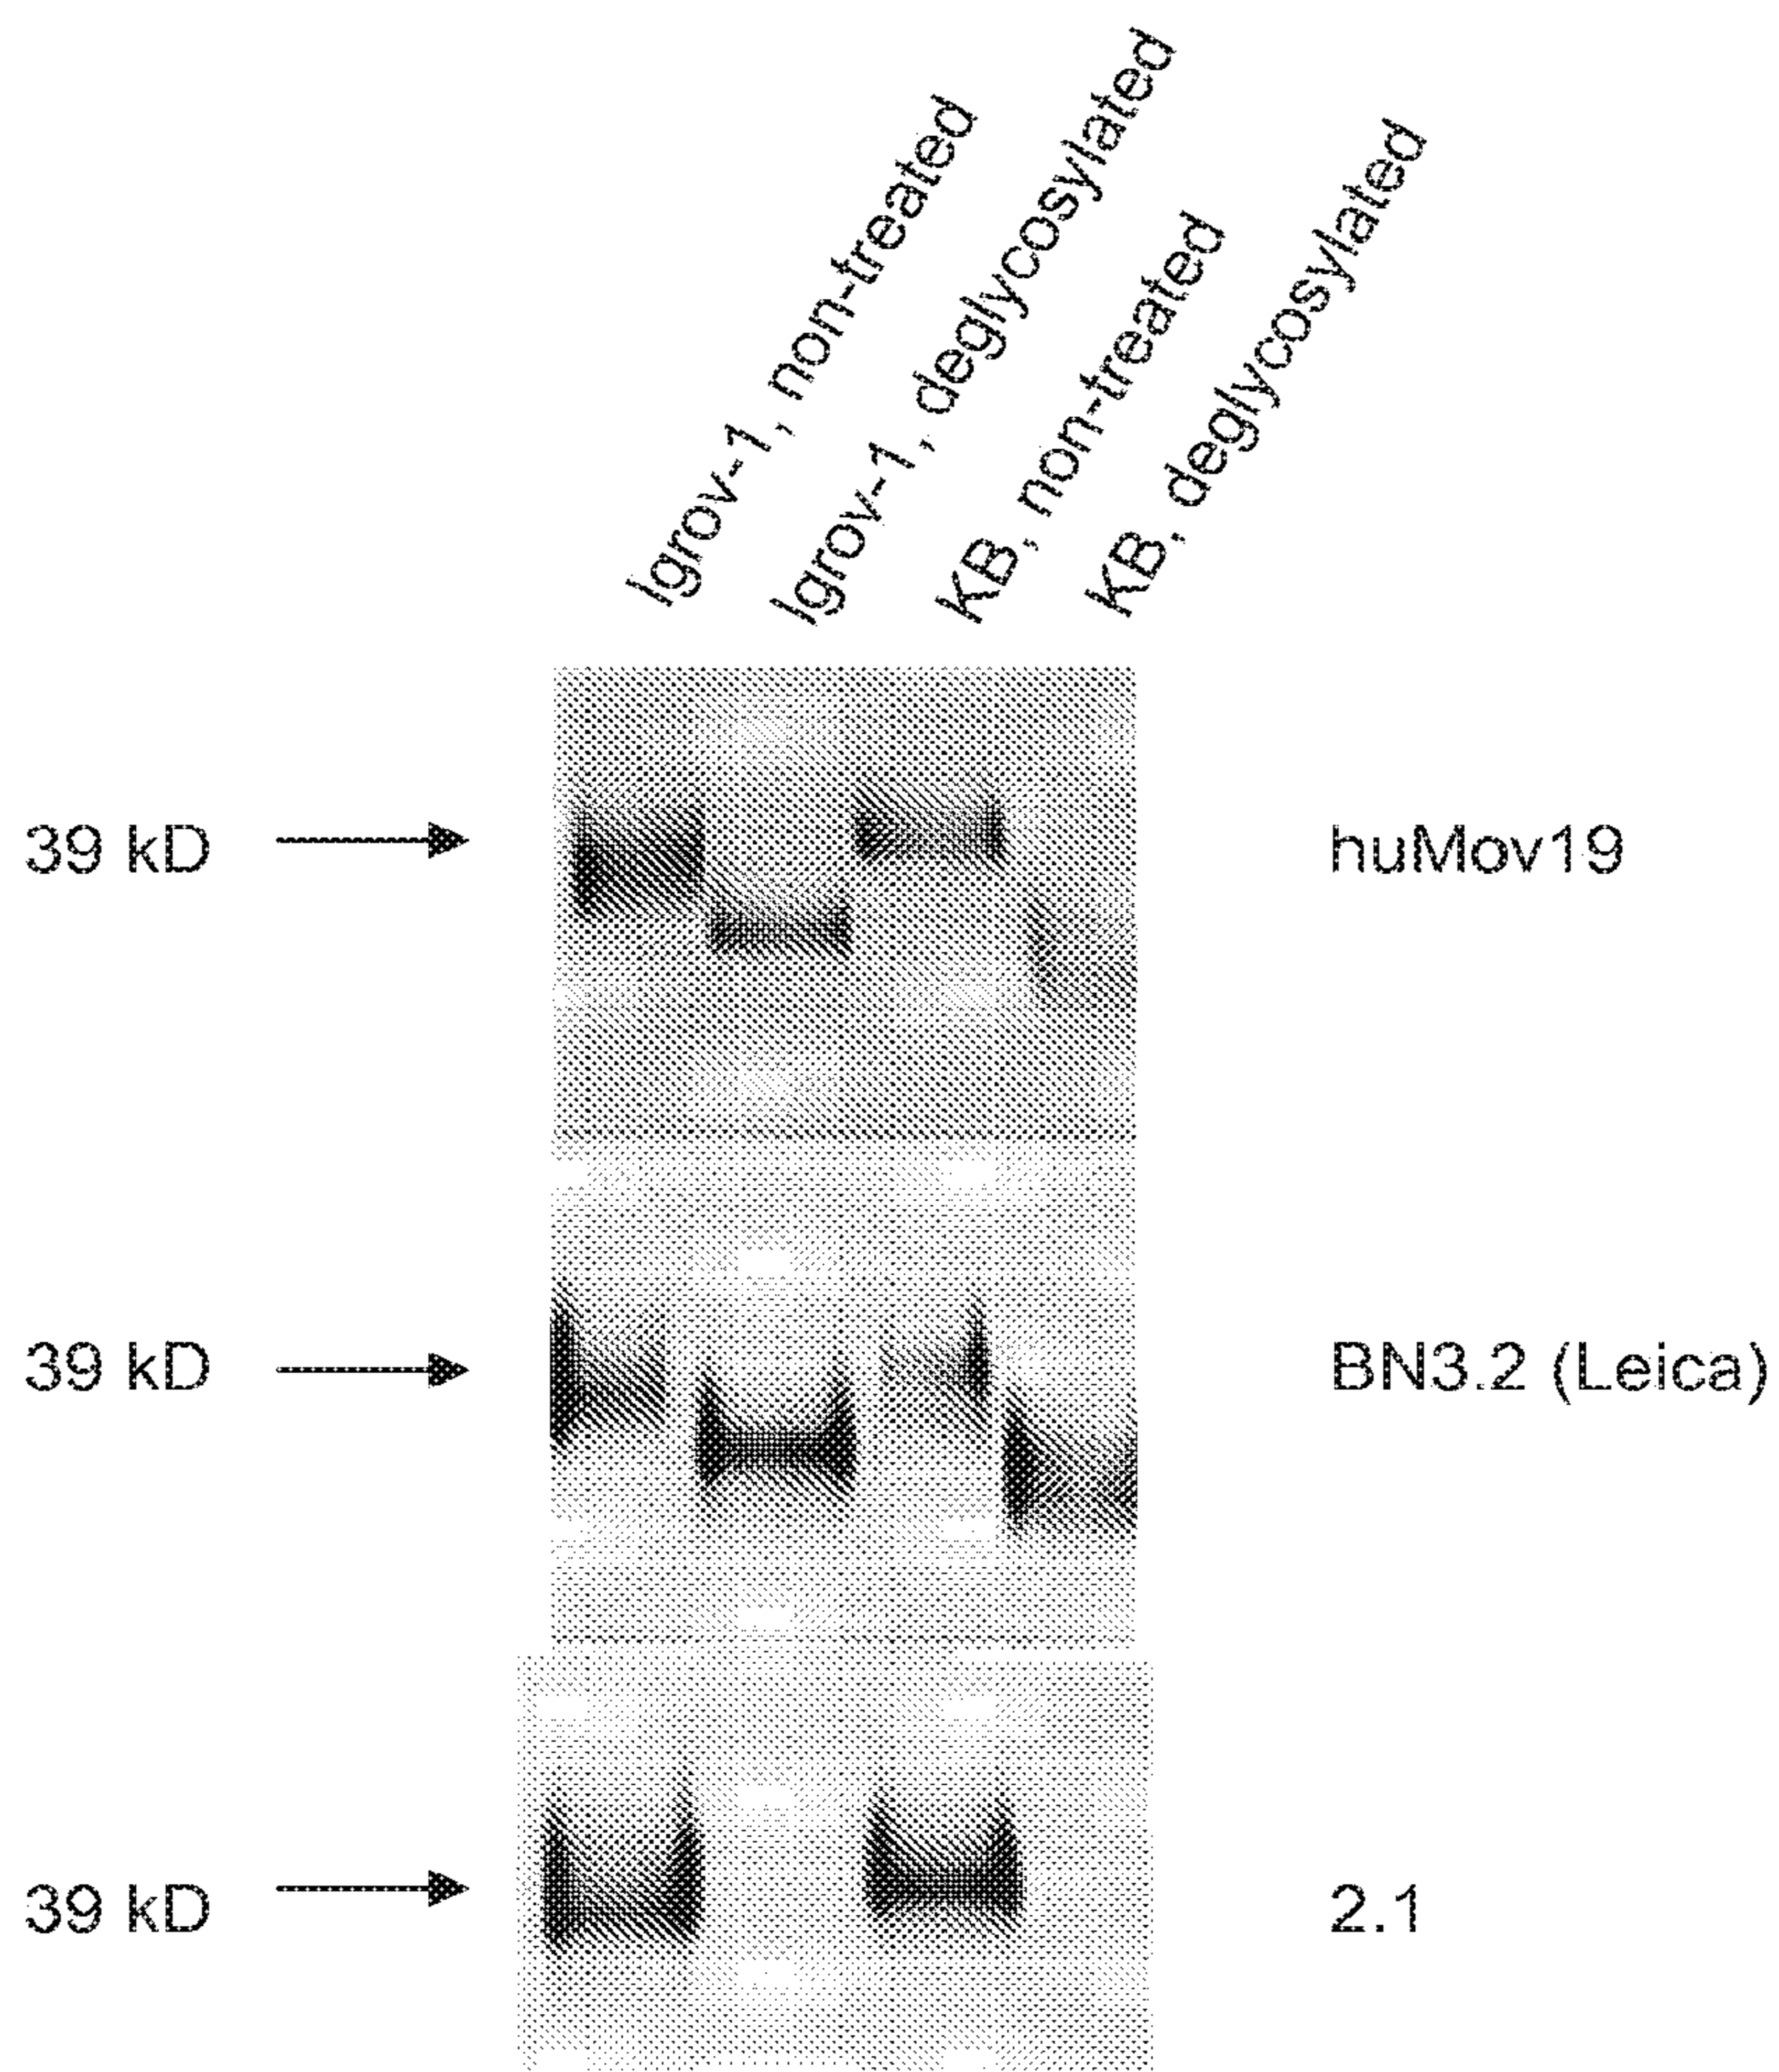 Igrov-1, non-treated
Igrov-1, deglycosylated
KB, non-treated
KB, deglycosylated
39 kD
huMov19
39 kD
BN3.2 (Leica)
39 kD
2.1